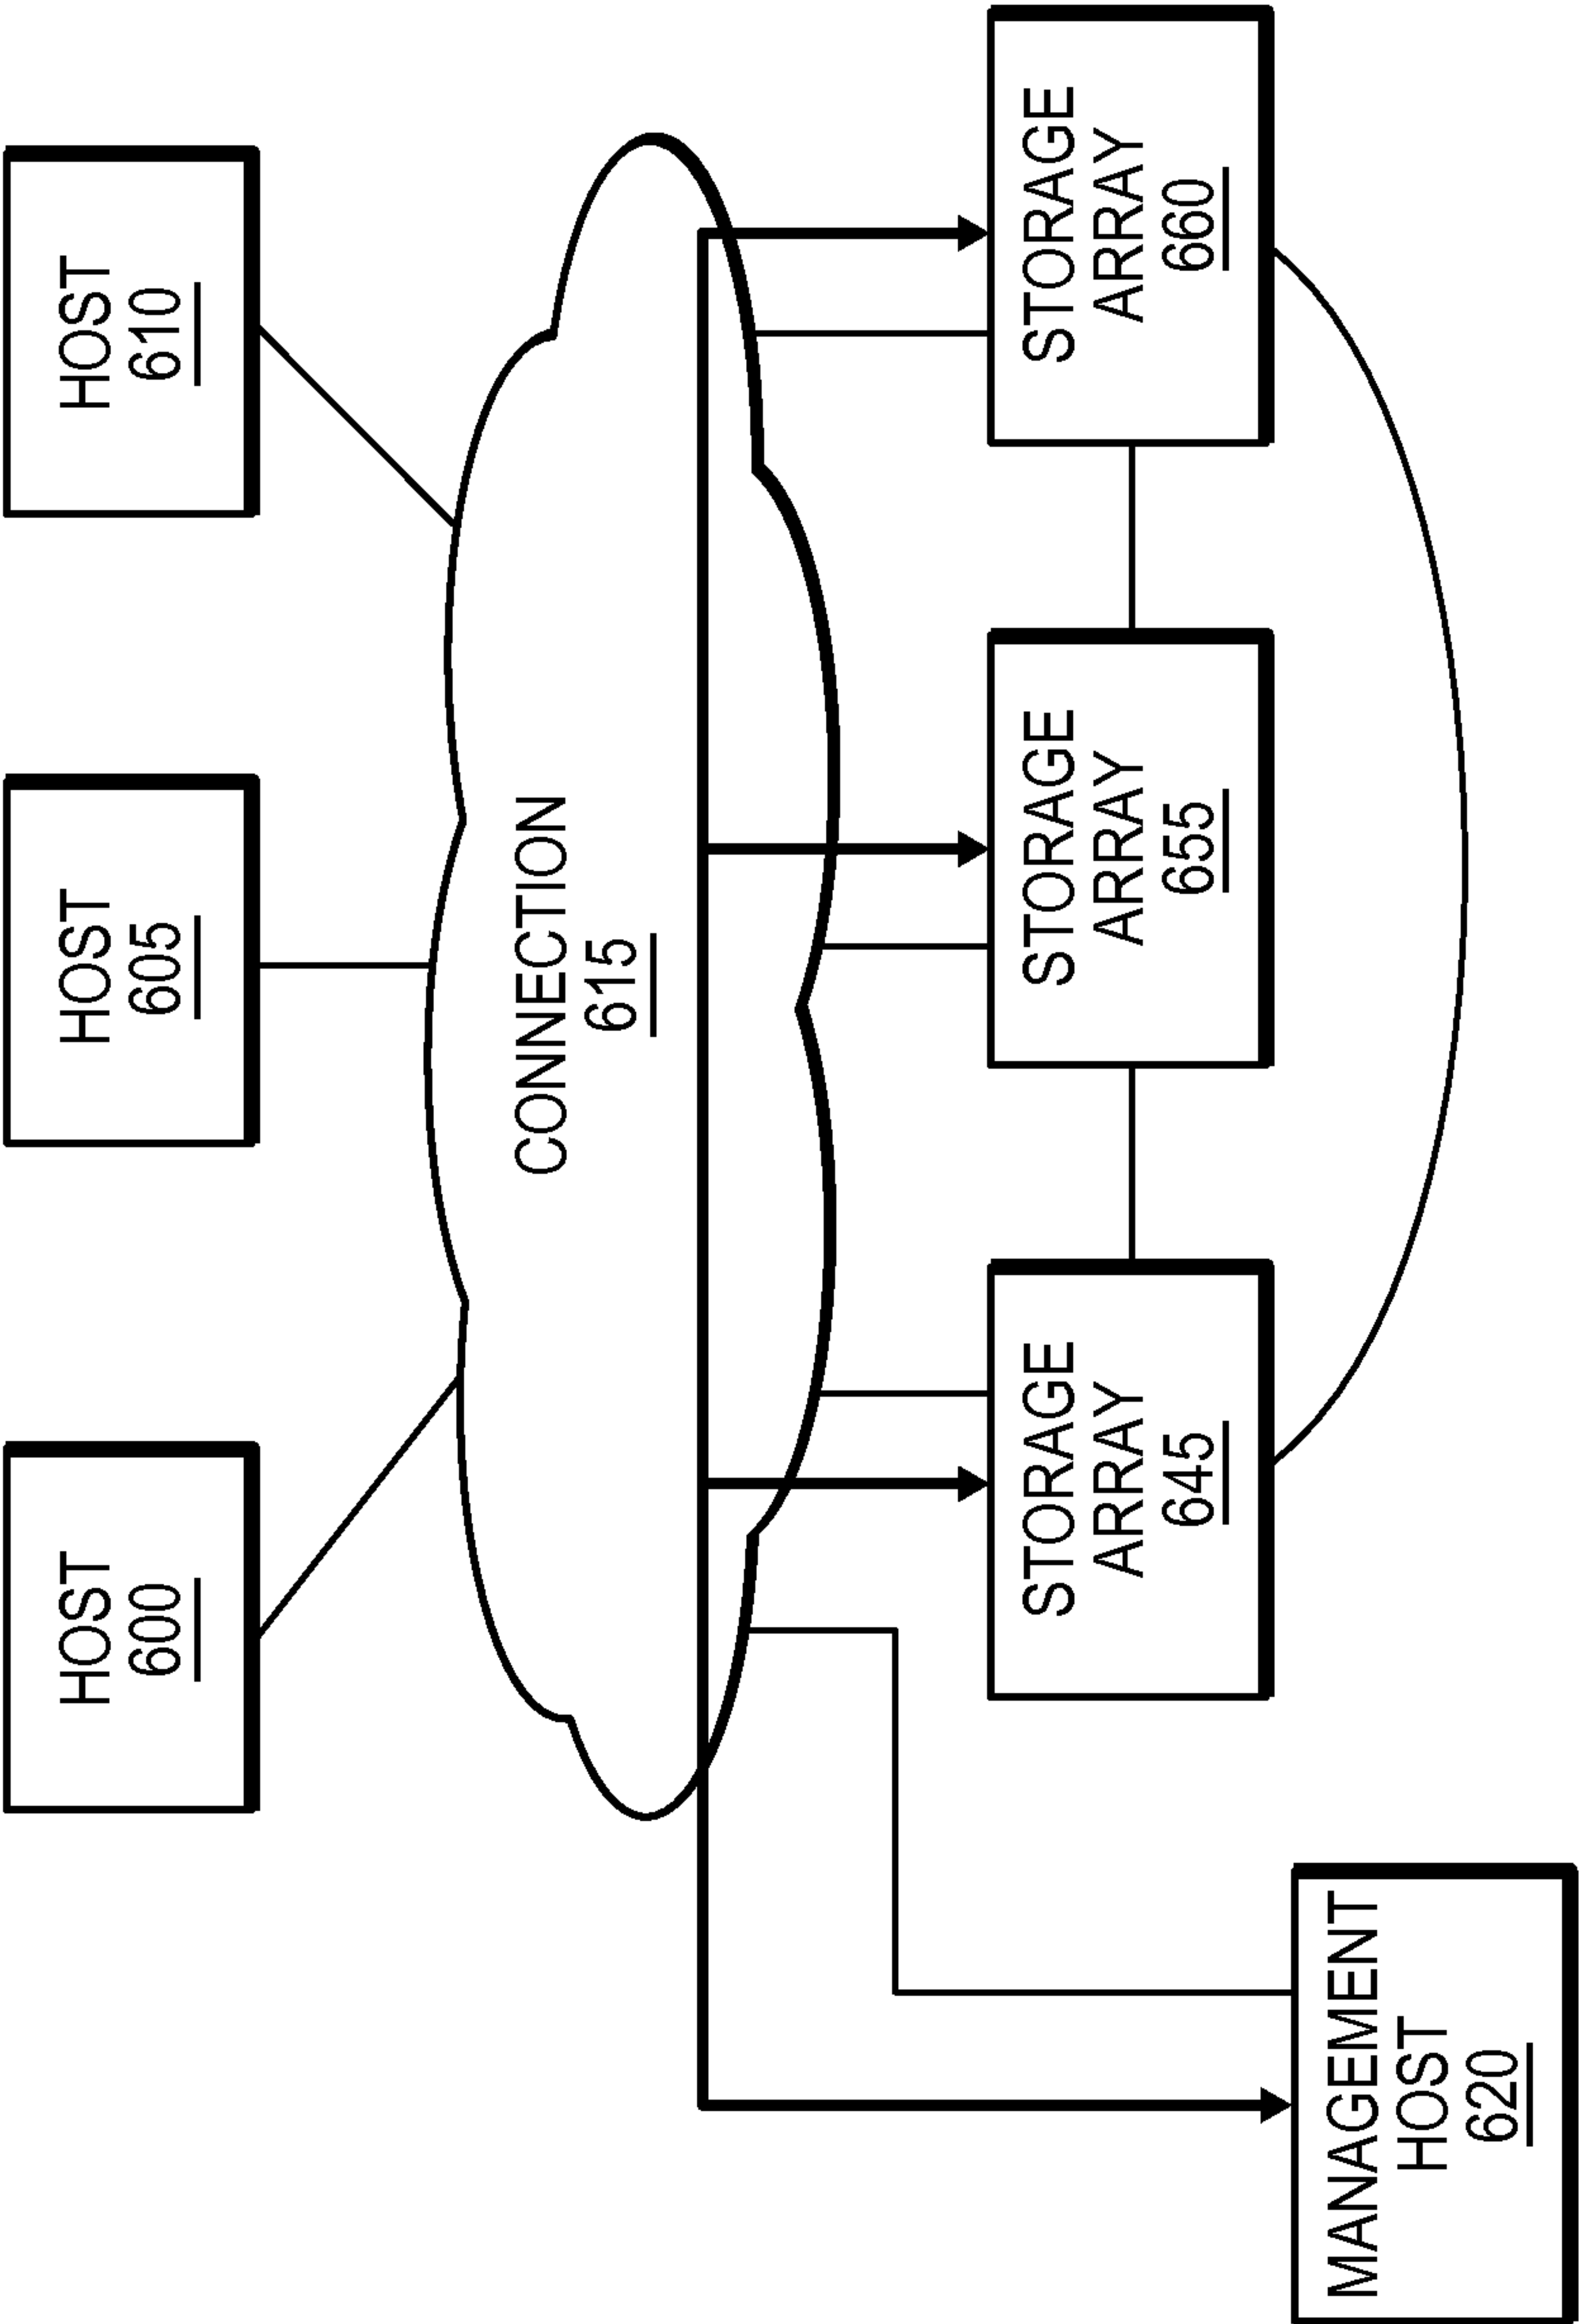 HOST
600
HOST
605
HOST
610
CONNECTION
615
STORAGE
ARRAY
645
STORAGE
ARRAY
655
STORAGE
ARRAY
660
MANAGEMENT
HOST
620